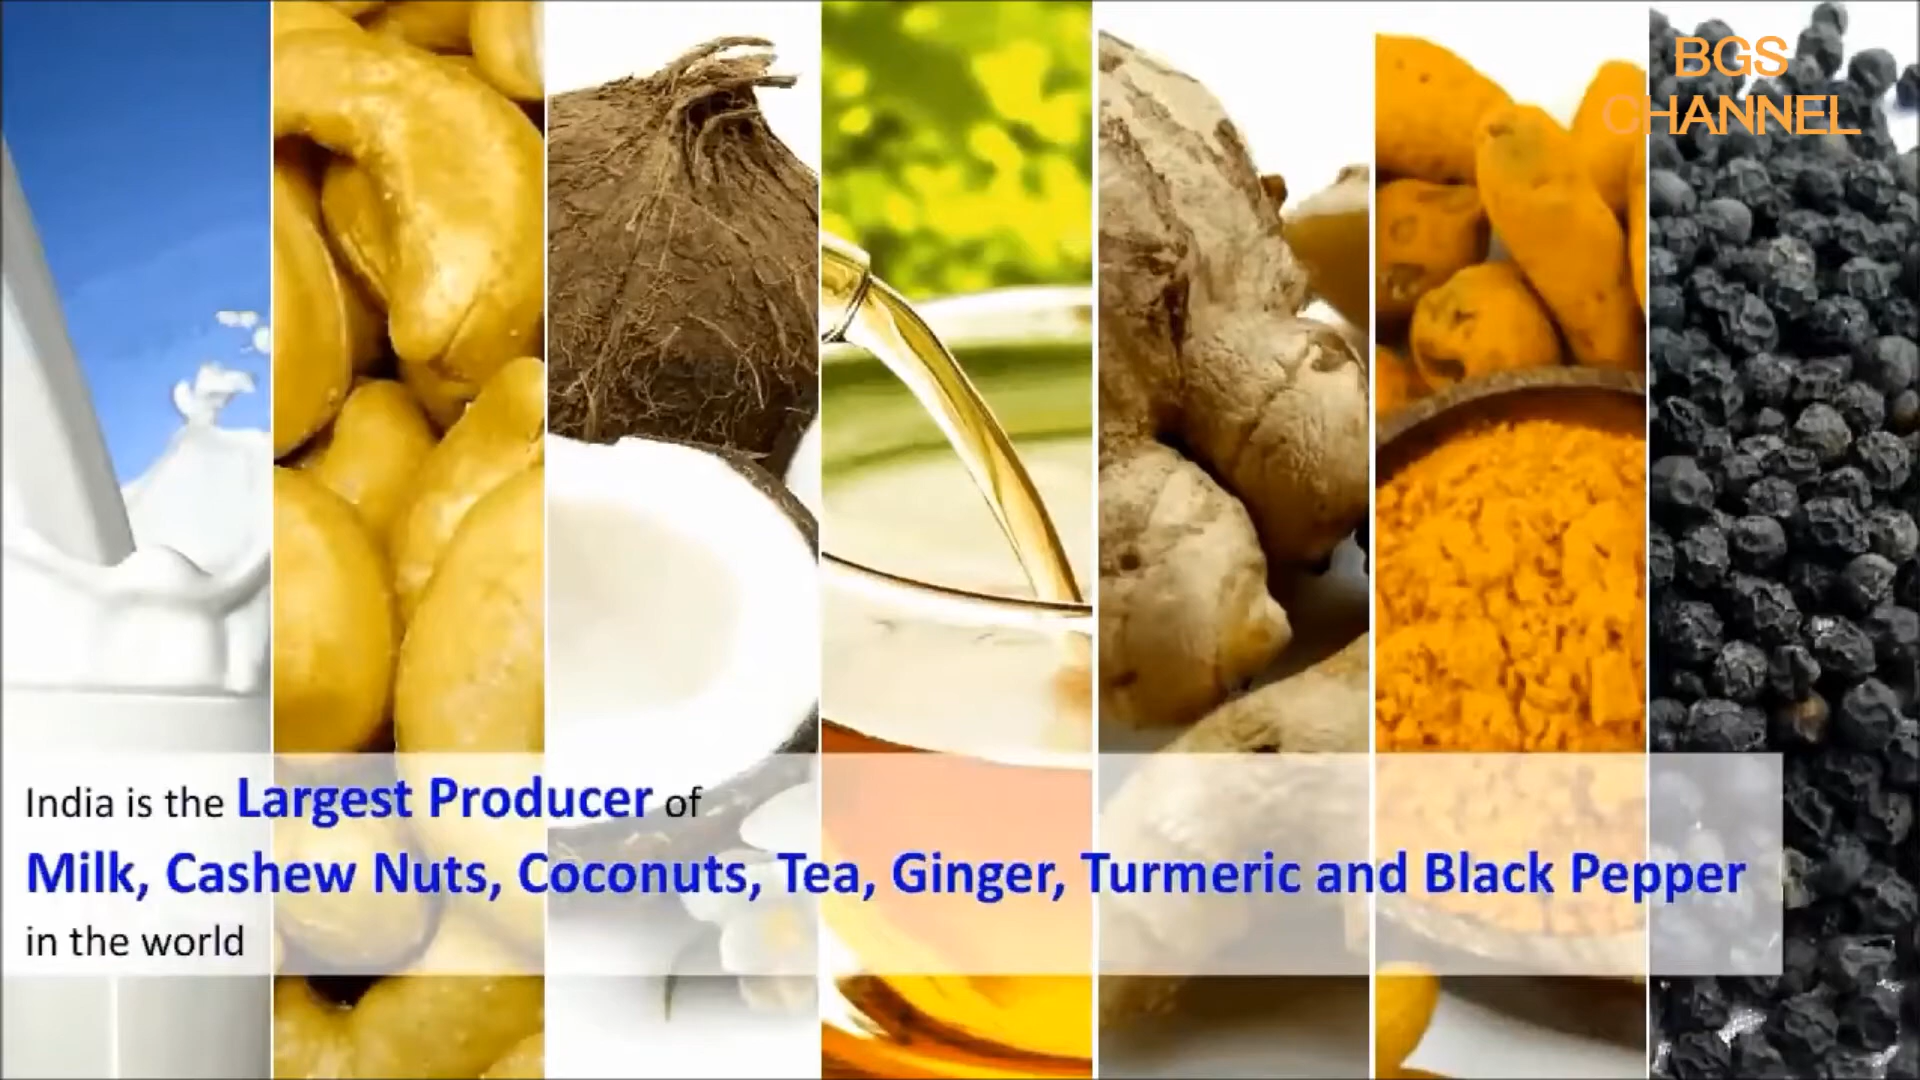 BGS
CHANNEL
India is the Largest Producer of
Milk, Cashew Nuts, Coconuts, Tea, Ginger, Turmeric and Black Pepper
in the world